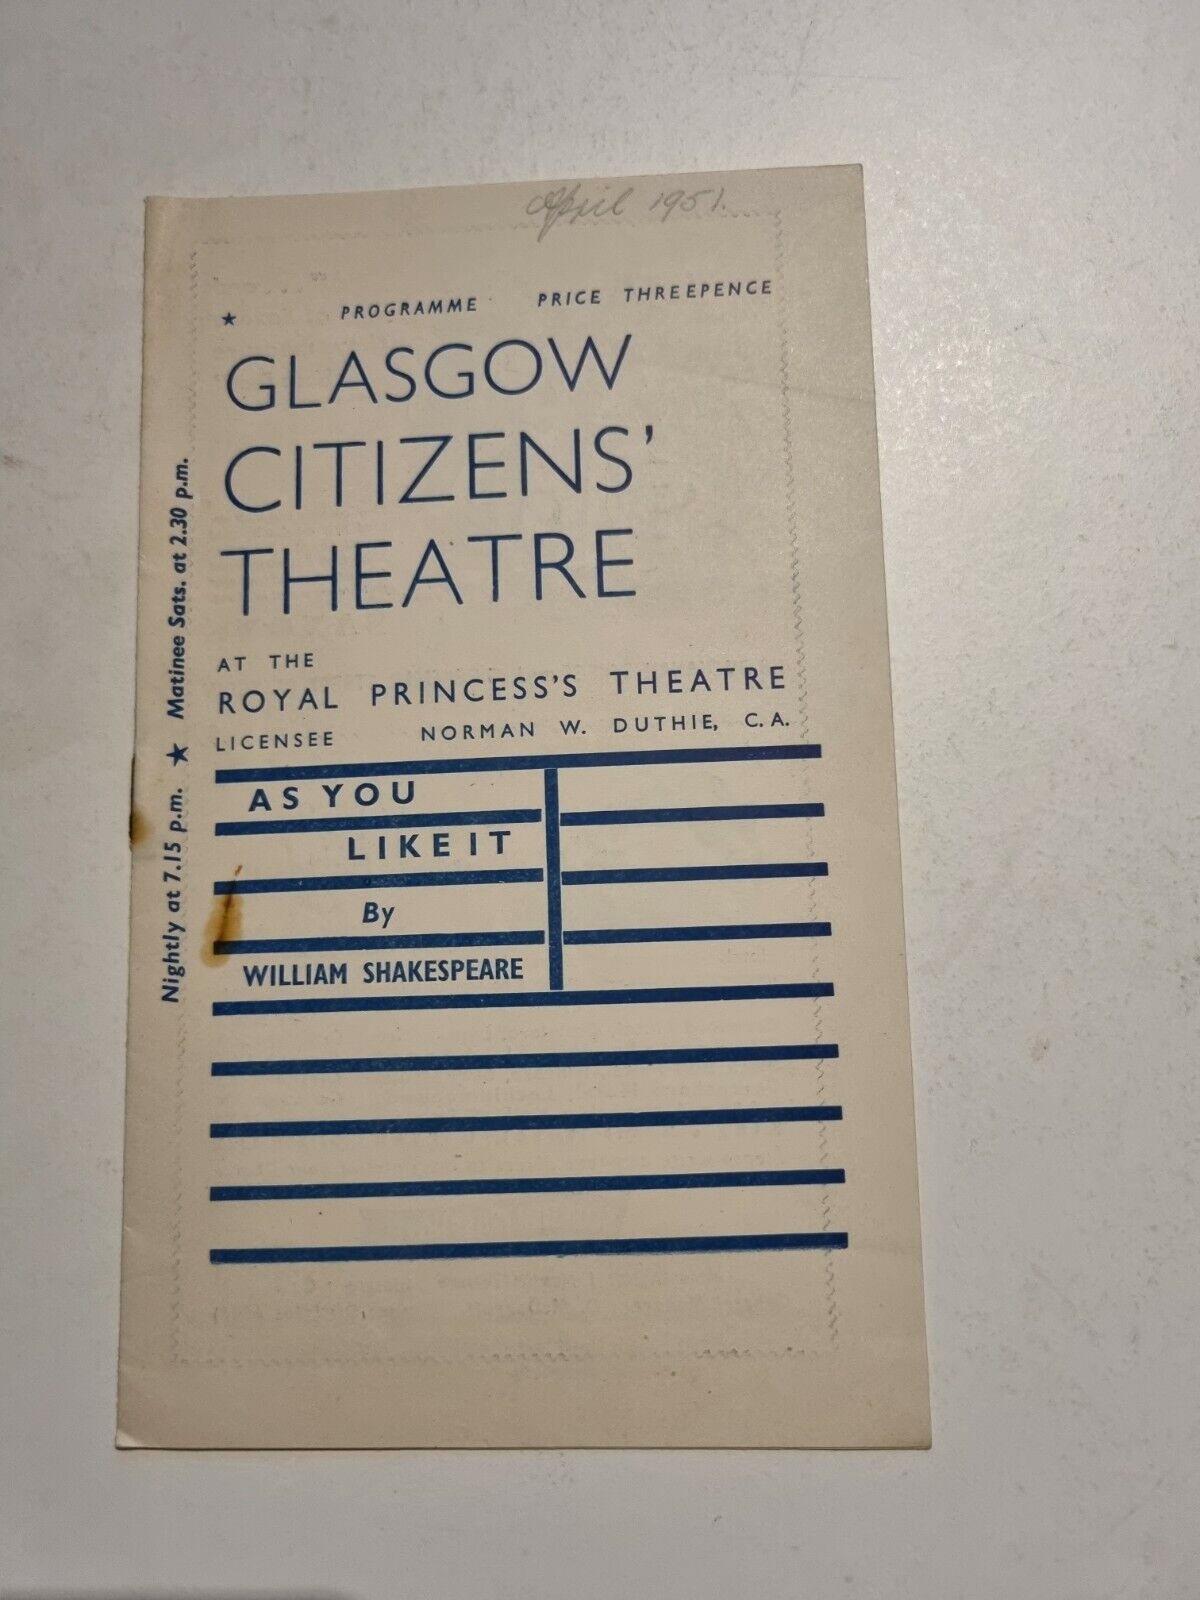 April 1951.
★ PROGRAMME PRICE THREEPENCE
GLASGOW
CITIZENS'
THEATRE
AT THE
ROYAL PRINCESS'S THEATRE
LICENSEE NORMAN W. DUTHIE, C.A.
AS YOU
LIKE IT
By
WILLIAM SHAKESPEARE
Nightly at 7.15 p.m. ★ Matinee Sats. at 2.30 p.m.